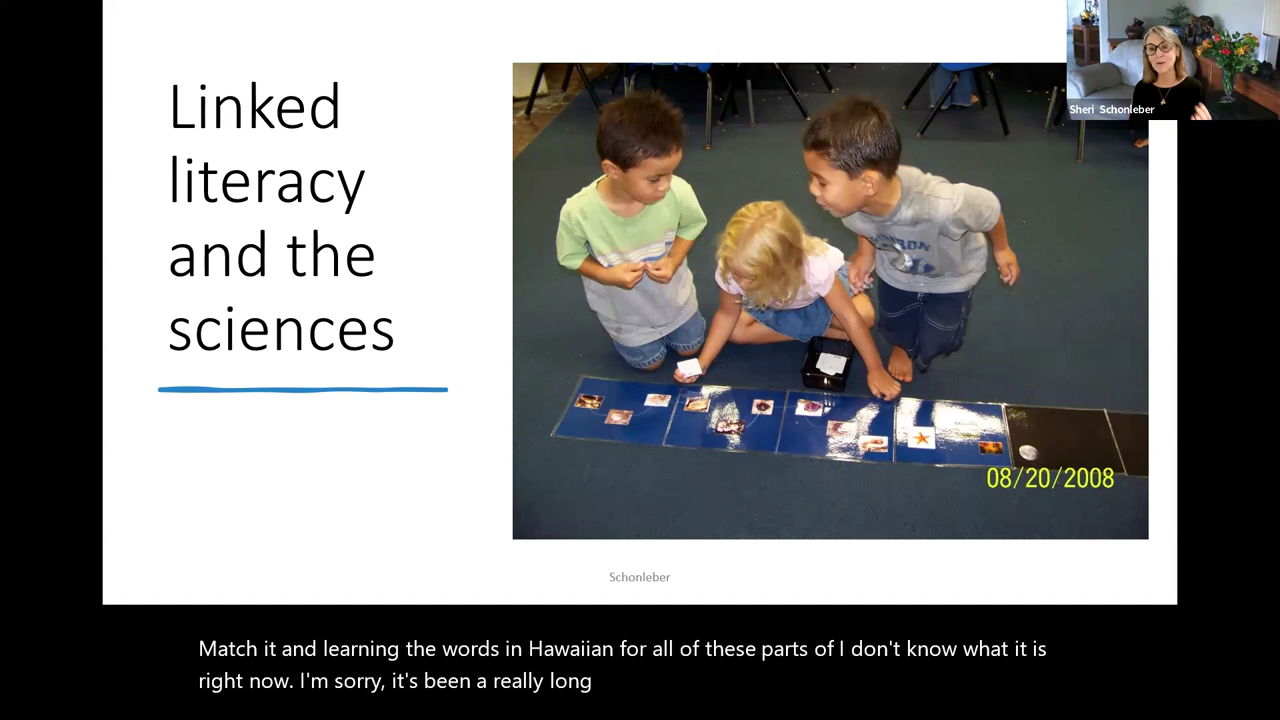 Linked
literacy
and the
sciences
Sheri Schonleber
08/20/2008
Schonleber
Match it and learning the words in Hawaiian for all of these parts of I don't know what it is
right now. I'm sorry, it's been a really long